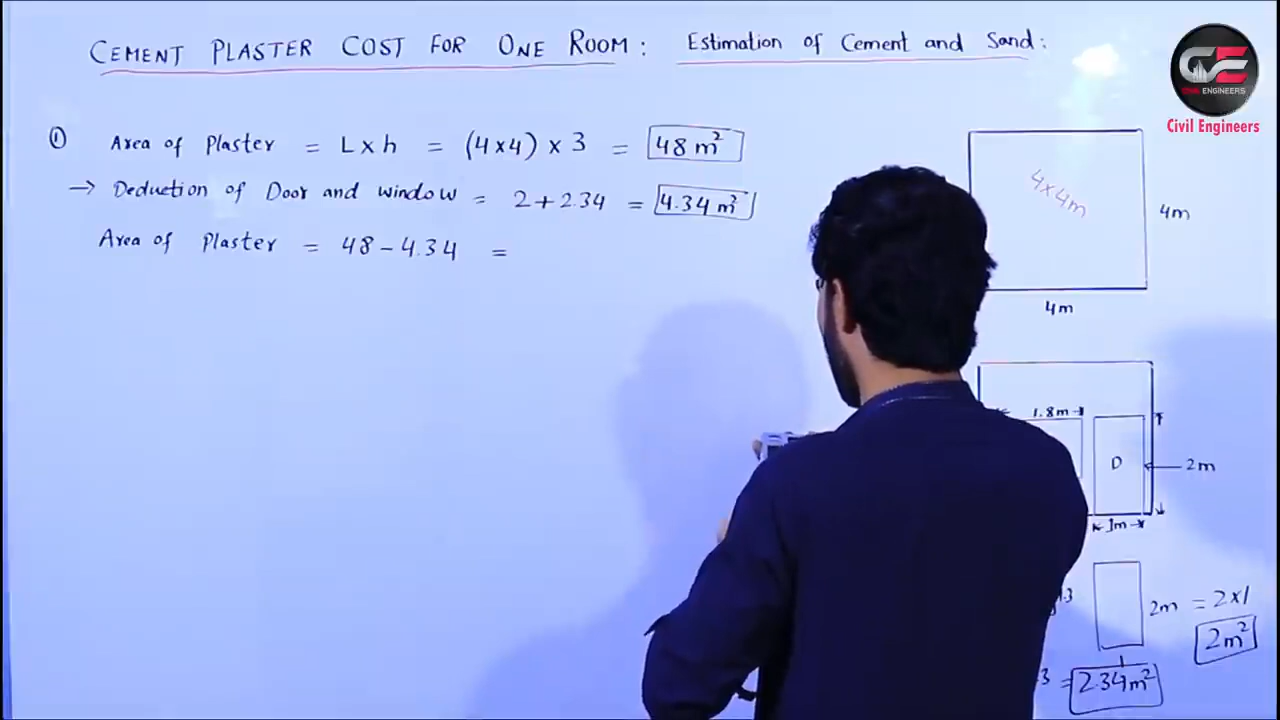 CEMENT PLASTER COST FOR ONE ROOM: Estimation of Cement and Sand:
GE
CIVIL ENGINEERS
Civil Engineers
① Area of Plaster = L x h = (4x4) x 3 = 48 m²
→ Deduction of Door and window = 2 + 2.34 = 4.34 m²
Area of Plaster = 48 - 4.34 =
4x4m
4m
4m
1.8m
D
2m
1m
2m = 2x1
2m²
= 2.34m²